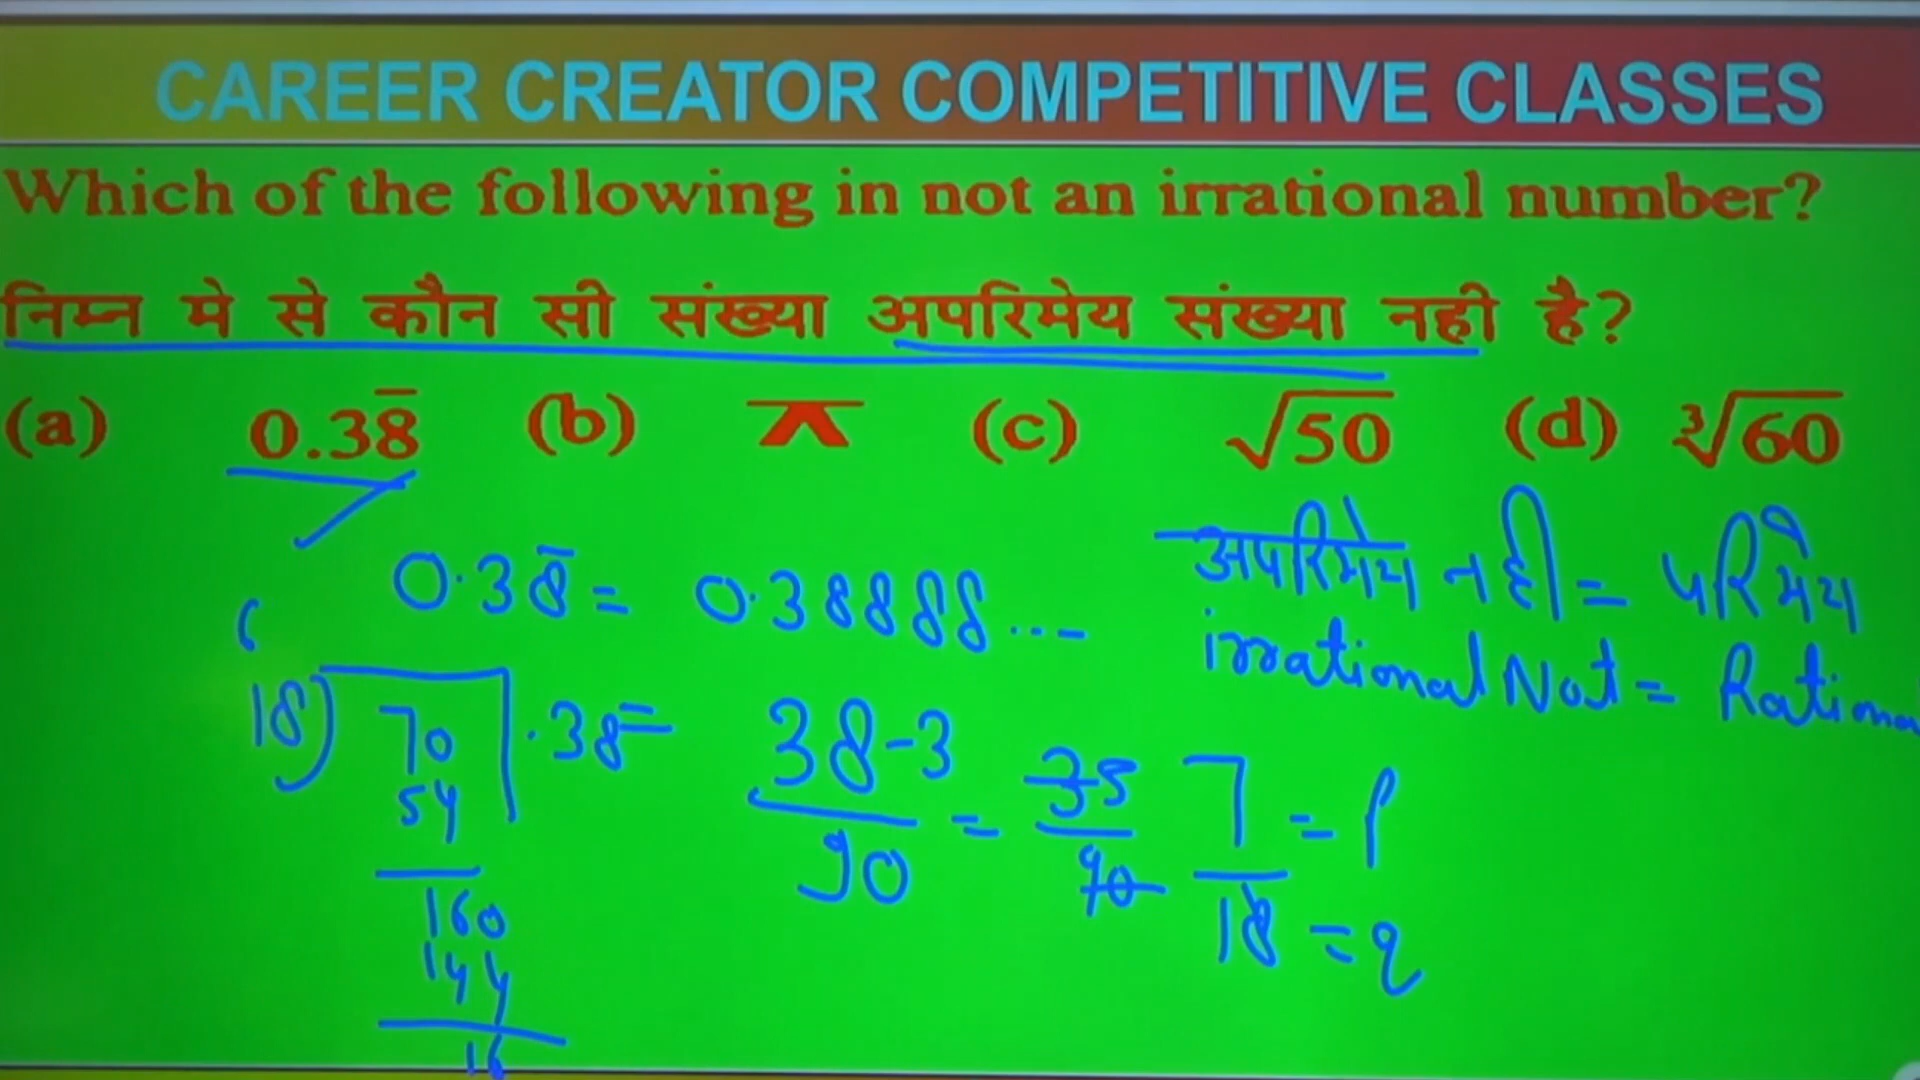 CAREER CREATOR COMPETITIVE CLASSES
Which of the following in not an irrational number?
निम्न मे से कौन सी संख्या अपरिमेय संख्या नही है?
(a) 0.38̅ (b) π (c) √50 (d) ∛60
0.38̅ = 0.38888...
अपरिमेय नही = परिमेय
irrational Not = Rational
18) 70 .38 =
54
160
144
16
38-3/90 = 35/90 7/18 = p = q